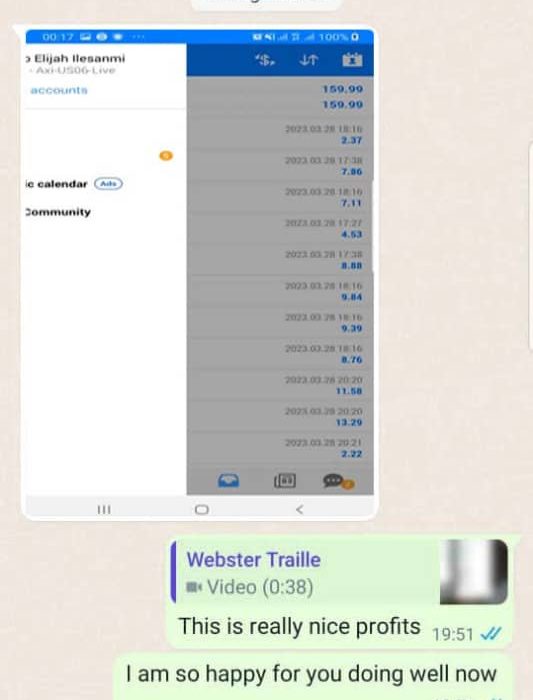 00:17
100%
Elijah Ilesanmi
- Axi-US06-Live
accounts
159.99
159.99
2023.03.28 18:16
2.37
2023.03.28 17:38
7.86
ic calendar Ads
2023.03.28 18:16
7.11
Community
2023.03.28 17:27
4.53
2023.03.28 17:38
8.88
2023.03.28 18:16
9.84
2023.03.28 18:16
9.39
2023.03.28 18:16
8.76
2023.03.28 20:20
11.58
2023.03.28 20:20
13.29
2023.03.28 20:21
2.22
Webster Traille
Video (0:38)
This is really nice profits 19:51
I am so happy for you doing well now